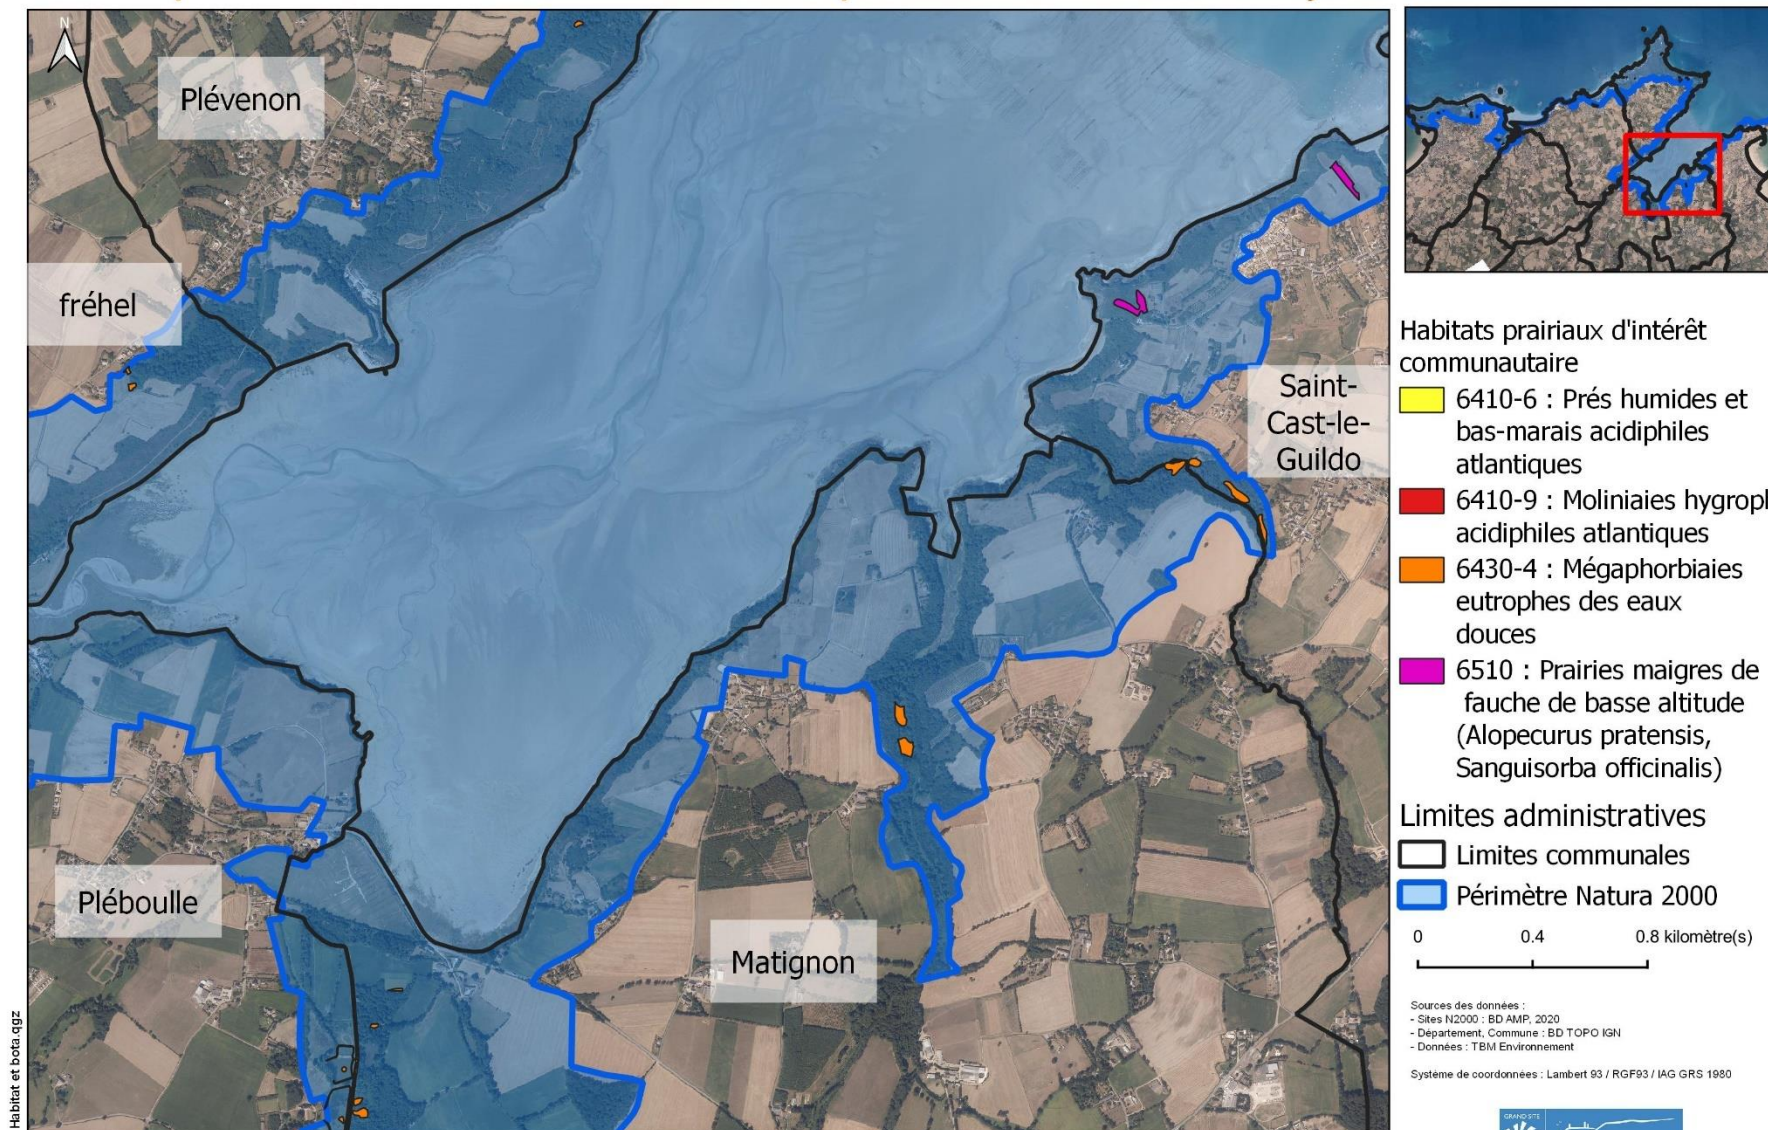 N
Plévenon
fréhel
Saint-
Cast-le-
Guildo
Pléboulle
Matignon
Habitat et bota.qgz
Habitats prairiaux d'intérêt
communautaire
6410-6 : Prés humides et
bas-marais acidiphiles
atlantiques
6410-9 : Moliniaies hygroph
acidiphiles atlantiques
6430-4 : Mégaphorbiaies
eutrophes des eaux
douces
6510 : Prairies maigres de
fauche de basse altitude
(Alopecurus pratensis,
Sanguisorba officinalis)
Limites administratives
Limites communales
Périmètre Natura 2000
0 0.4 0.8 kilomètre(s)
Sources des données :
- Sites N2000 : BD AMP, 2020
- Département, Commune : BD TOPO IGN
- Données : TBM Environnement
Système de coordonnées : Lambert 93 / RGF93 / IAG GRS 1980
GRAND SITE